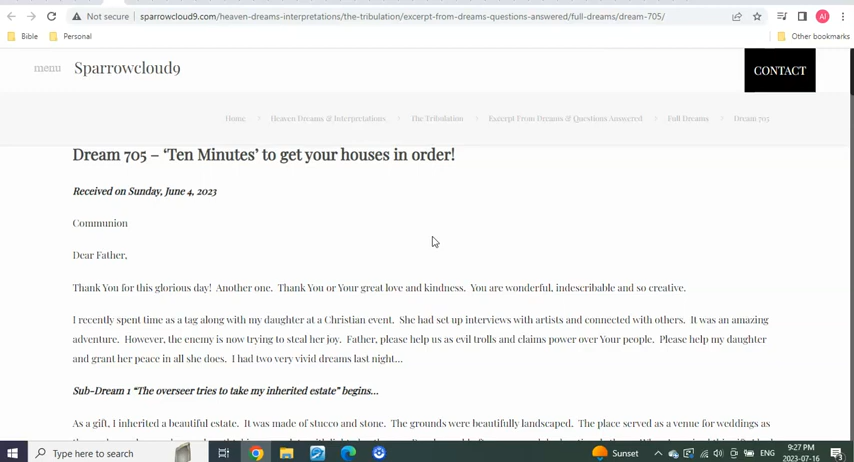 Not secure | sparrowcloud9.com/heaven-dreams-interpretations/the-tribulation/excerpt-from-dreams-questions-answered/full-dreams/dream-705/
AI
Bible Personal Other bookmarks
menu Sparrowcloud9 CONTACT
Home Heaven Dreams & Interpretations The Tribulation Excerpt From Dreams & Questions Answered Full Dreams Dream 705
Dream 705 – ‘Ten Minutes’ to get your houses in order!
Received on Sunday, June 4, 2023
Communion
Dear Father,
Thank You for this glorious day! Another one. Thank You or Your great love and kindness. You are wonderful, indescribable and so creative.
I recently spent time as a tag along with my daughter at a Christian event. She had set up interviews with artists and connected with others. It was an amazing
adventure. However, the enemy is now trying to steal her joy. Father, please help us as evil trolls and claims power over Your people. Please help my daughter
and grant her peace in all she does. I had two very vivid dreams last night…
Sub-Dream 1 “The overseer tries to take my inherited estate” begins…
As a gift, I inherited a beautiful estate. It was made of stucco and stone. The grounds were beautifully landscaped. The place served as a venue for weddings as
Type here to search Sunset ENG 9:27 PM
2023-07-16 3